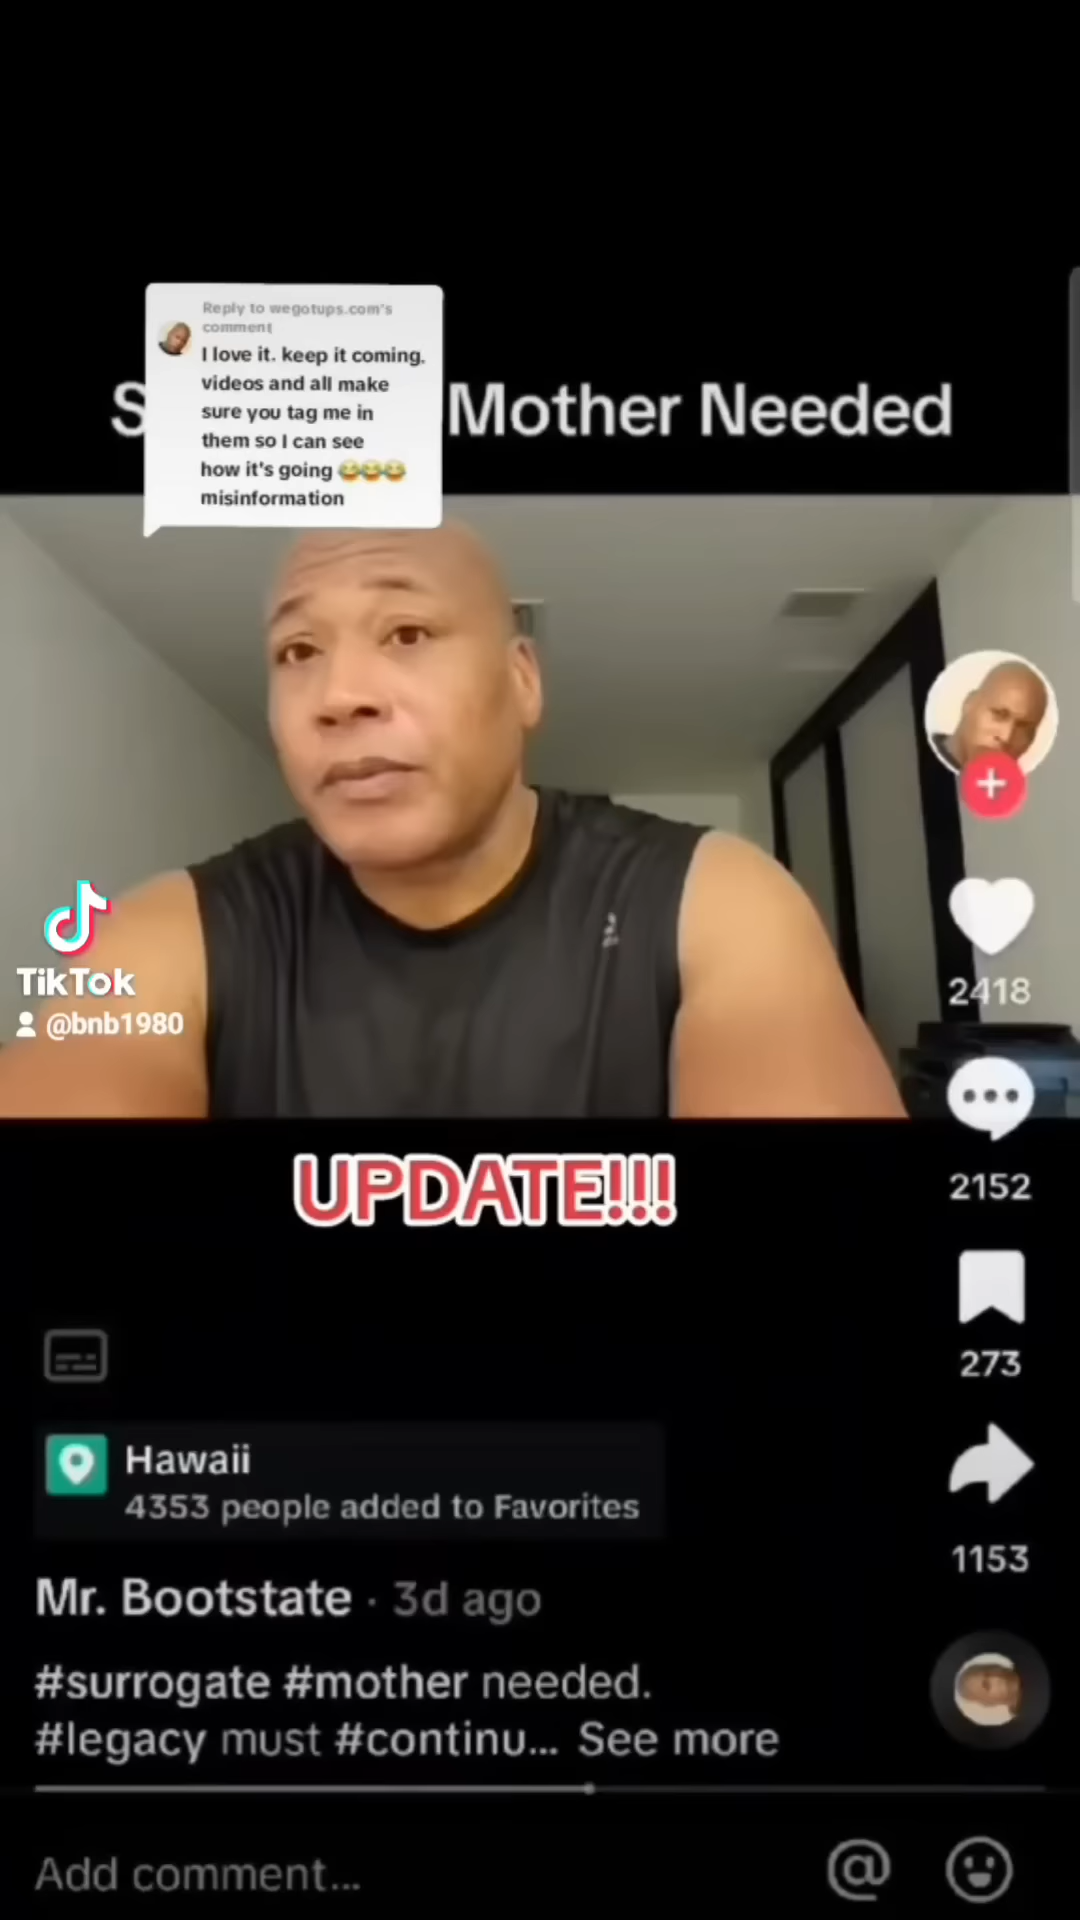 Reply to wegotups.com's
comment
I love it. keep it coming.
videos and all make
sure you tag me in
them so I can see
how it's going 😂😂😂
misinformation
S
Mother Needed
TikTok
@bnb1980
2418
2152
UPDATE!!!
273
Hawaii
4353 people added to Favorites
1153
Mr. Bootstate · 3d ago
#surrogate #mother needed.
#legacy must #continu... See more
Add comment...